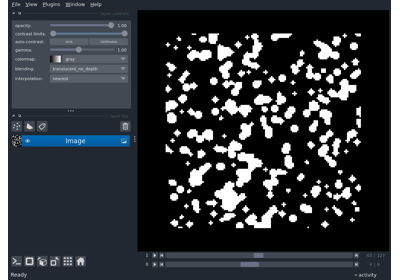 File View Plugins Window Help
opacity: 1.00
contrast limits:
auto-contrast: once continuous
gamma: 1.00
colormap: gray
blending: translucent_no_depth
interpolation: nearest
Image
1
0
Ready activity